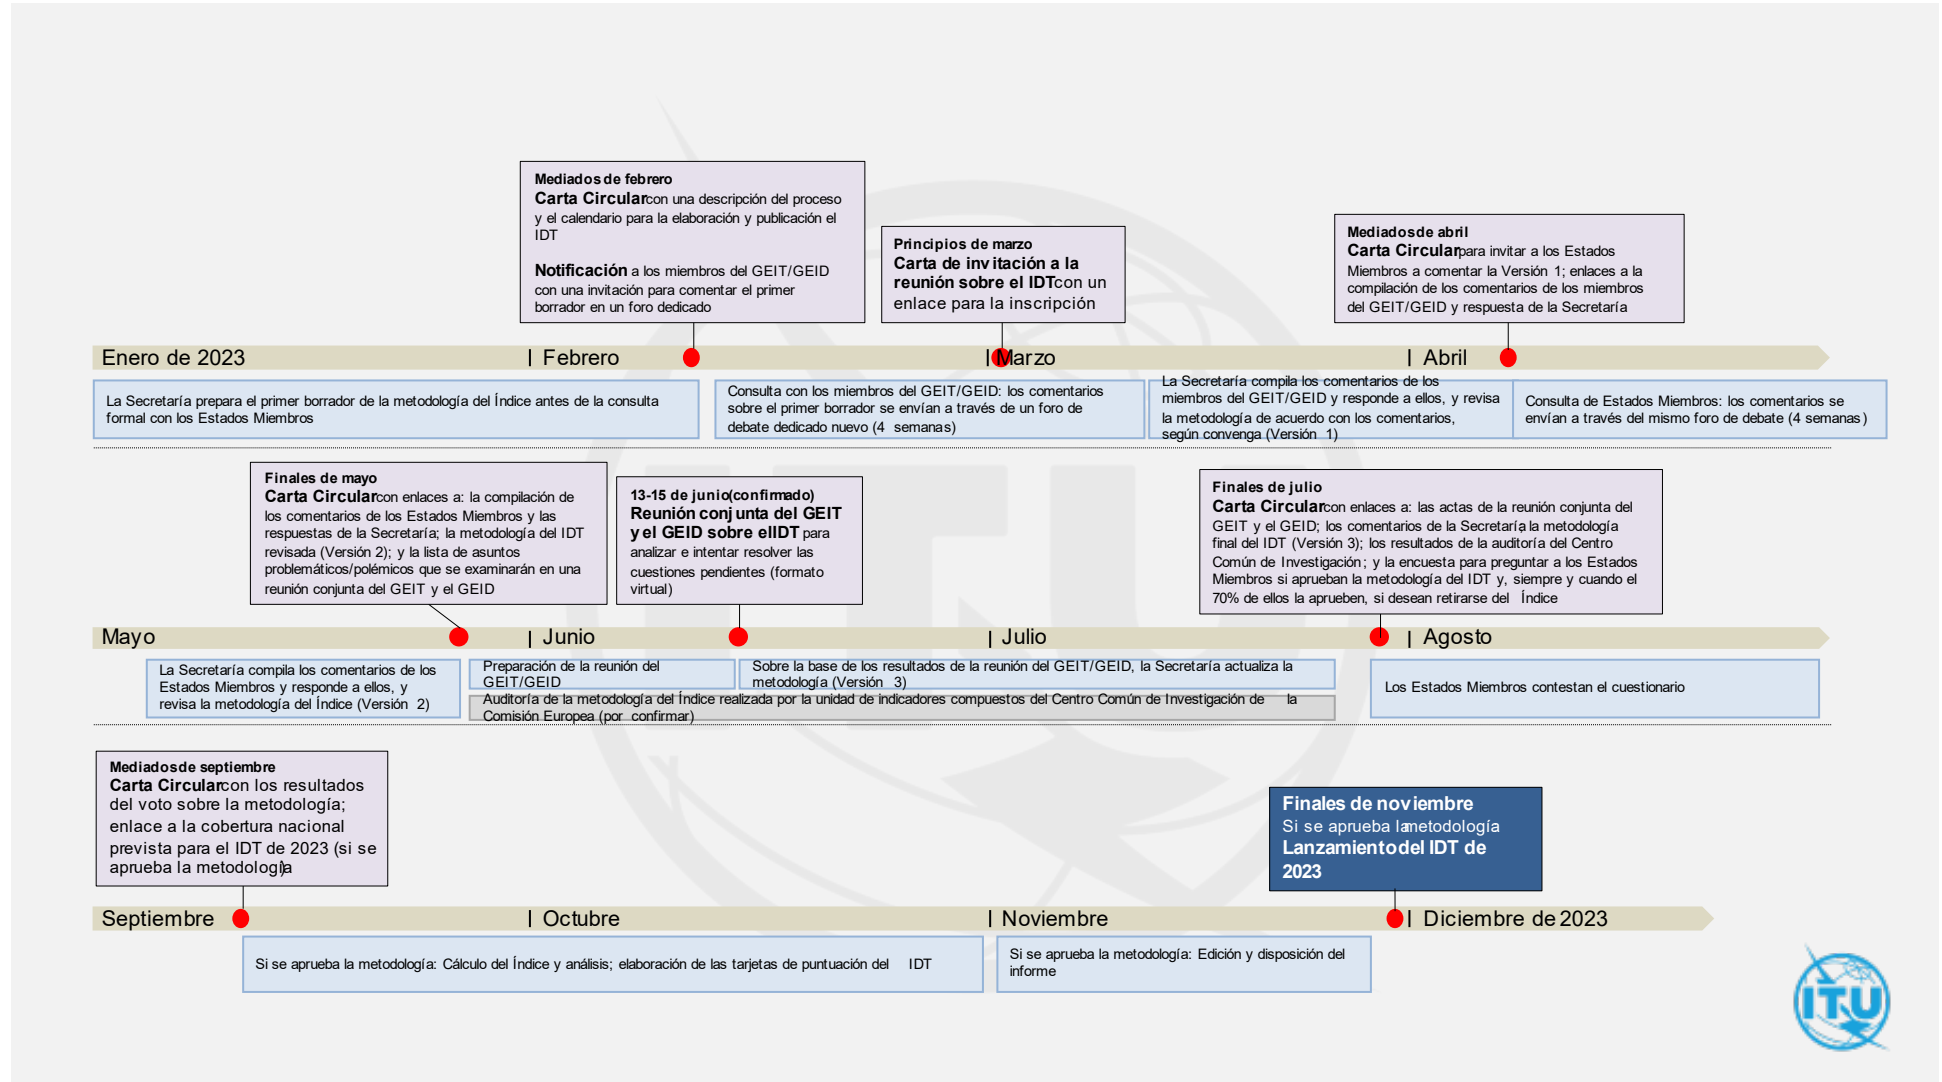 Mediados de febrero
Carta Circular con una descripción del proceso
y el calendario para la elaboración y publicación el
IDT
Notificación a los miembros del GEIT/GEID
con una invitación para comentar el primer
borrador en un foro dedicado
Principios de marzo
Carta de invitación a la
reunión sobre el IDT con un
enlace para la inscripción
Mediados de abril
Carta Circular para invitar a los Estados
Miembros a comentar la Versión 1; enlaces a la
compilación de los comentarios de los miembros
del GEIT/GEID y respuesta de la Secretaría
Enero de 2023 | Febrero | Marzo | Abril
La Secretaría prepara el primer borrador de la metodología del Índice antes de la consulta
formal con los Estados Miembros
Consulta con los miembros del GEIT/GEID: los comentarios
sobre el primer borrador se envían a través de un foro de
debate dedicado nuevo (4 semanas)
La Secretaría compila los comentarios de los
miembros del GEIT/GEID y responde a ellos, y revisa
la metodología de acuerdo con los comentarios,
según convenga (Versión 1)
Consulta de Estados Miembros: los comentarios se
envían a través del mismo foro de debate (4 semanas)
Finales de mayo
Carta Circular con enlaces a: la compilación de
los comentarios de los Estados Miembros y las
respuestas de la Secretaría; la metodología del IDT
revisada (Versión 2); y la lista de asuntos
problemáticos/polémicos que se examinarán en una
reunión conjunta del GEIT y el GEID
13-15 de junio (confirmado)
Reunión conjunta del GEIT
y el GEID sobre el IDT para
analizar e intentar resolver las
cuestiones pendientes (formato
virtual)
Finales de julio
Carta Circular con enlaces a: las actas de la reunión conjunta del
GEIT y el GEID; los comentarios de la Secretaría, la metodología
final del IDT (Versión 3); los resultados de la auditoría del Centro
Común de Investigación; y la encuesta para preguntar a los Estados
Miembros si aprueban la metodología del IDT y, siempre y cuando el
70% de ellos la aprueben, si desean retirarse del Índice
Mayo | Junio | Julio | Agosto
La Secretaría compila los comentarios de los
Estados Miembros y responde a ellos, y
revisa la metodología del Índice (Versión 2)
Preparación de la reunión del
GEIT/GEID
Sobre la base de los resultados de la reunión del GEIT/GEID, la Secretaría actualiza la
metodología (Versión 3)
Auditoría de la metodología del Índice realizada por la unidad de indicadores compuestos del Centro Común de Investigación de la
Comisión Europea (por confirmar)
Los Estados Miembros contestan el cuestionario
Mediados de septiembre
Carta Circular con los resultados
del voto sobre la metodología;
enlace a la cobertura nacional
prevista para el IDT de 2023 (si se
aprueba la metodología)
Finales de noviembre
Si se aprueba la metodología
Lanzamiento del IDT de
2023
Septiembre | Octubre | Noviembre | Diciembre de 2023
Si se aprueba la metodología: Cálculo del Índice y análisis; elaboración de las tarjetas de puntuación del IDT
Si se aprueba la metodología: Edición y disposición del
informe
ITU
ITU